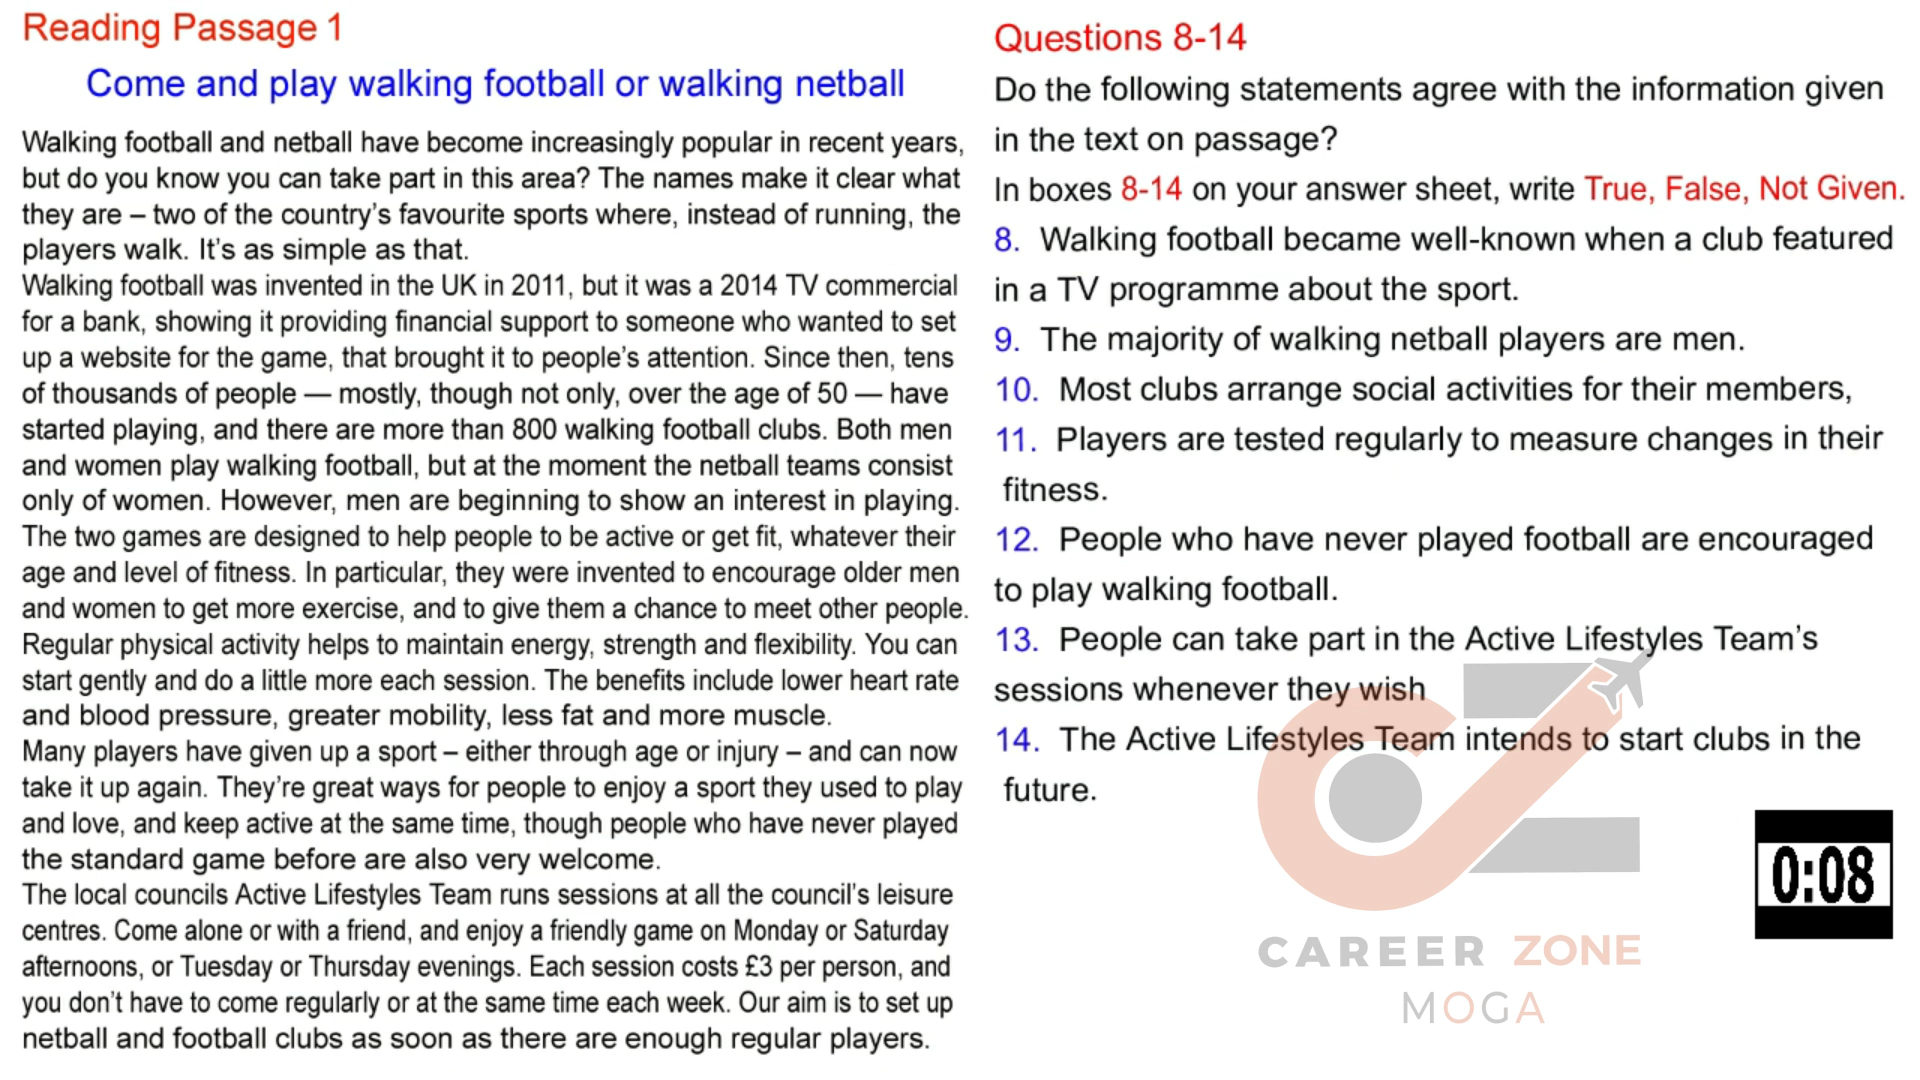 Reading Passage 1
Come and play walking football or walking netball
Walking football and netball have become increasingly popular in recent years,
but do you know you can take part in this area? The names make it clear what
they are – two of the country's favourite sports where, instead of running, the
players walk. It's as simple as that.
Walking football was invented in the UK in 2011, but it was a 2014 TV commercial
for a bank, showing it providing financial support to someone who wanted to set
up a website for the game, that brought it to people's attention. Since then, tens
of thousands of people — mostly, though not only, over the age of 50 — have
started playing, and there are more than 800 walking football clubs. Both men
and women play walking football, but at the moment the netball teams consist
only of women. However, men are beginning to show an interest in playing.
The two games are designed to help people to be active or get fit, whatever their
age and level of fitness. In particular, they were invented to encourage older men
and women to get more exercise, and to give them a chance to meet other people.
Regular physical activity helps to maintain energy, strength and flexibility. You can
start gently and do a little more each session. The benefits include lower heart rate
and blood pressure, greater mobility, less fat and more muscle.
Many players have given up a sport – either through age or injury – and can now
take it up again. They're great ways for people to enjoy a sport they used to play
and love, and keep active at the same time, though people who have never played
the standard game before are also very welcome.
The local councils Active Lifestyles Team runs sessions at all the council's leisure
centres. Come alone or with a friend, and enjoy a friendly game on Monday or Saturday
afternoons, or Tuesday or Thursday evenings. Each session costs £3 per person, and
you don't have to come regularly or at the same time each week. Our aim is to set up
netball and football clubs as soon as there are enough regular players.
Questions 8-14
Do the following statements agree with the information given
in the text on passage?
In boxes 8-14 on your answer sheet, write True, False, Not Given.
8. Walking football became well-known when a club featured
in a TV programme about the sport.
9. The majority of walking netball players are men.
10. Most clubs arrange social activities for their members,
11. Players are tested regularly to measure changes in their
fitness.
12. People who have never played football are encouraged
to play walking football.
13. People can take part in the Active Lifestyles Team's
sessions whenever they wish
14. The Active Lifestyles Team intends to start clubs in the
future.
0:08
CAREER ZONE
MOGA